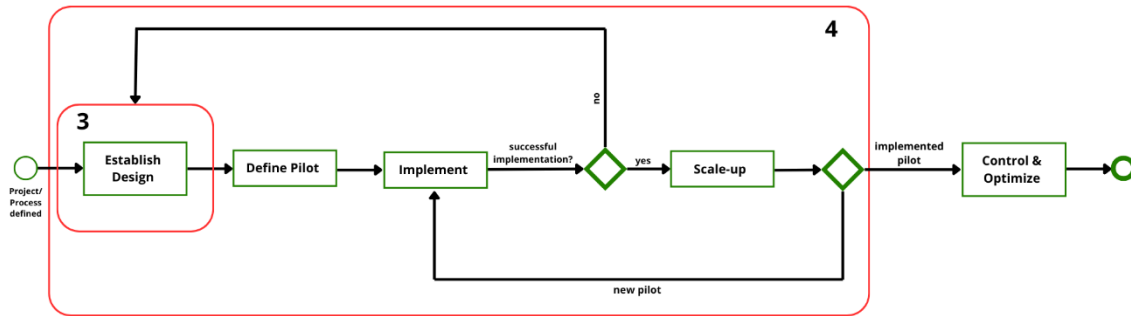 4
3
Project/
Process
defined
Establish
Design
Define Pilot
Implement
successful
implementation?
no
yes
Scale-up
implemented
pilot
Control &
Optimize
new pilot